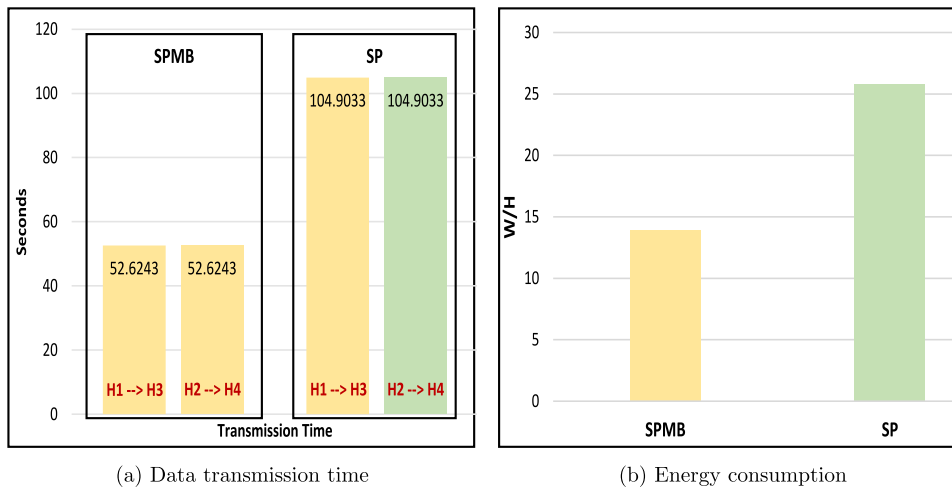 120
100
80
60
40
20
0
Seconds
SPMB
SP
52.6243
52.6243
104.9033
104.9033
H1 --> H3
H2 --> H4
H1 --> H3
H2 --> H4
Transmission Time
(a) Data transmission time
30
25
20
15
10
5
0
W/H
SPMB
SP
(b) Energy consumption